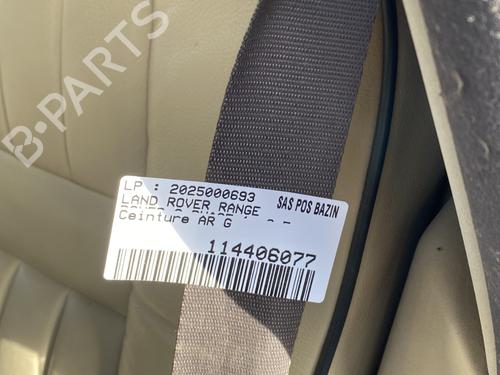 B-PARTS
LP : 2025000693 SAS POS BAZIN
LAND ROVER RANGE
Ceinture AR G
114406077